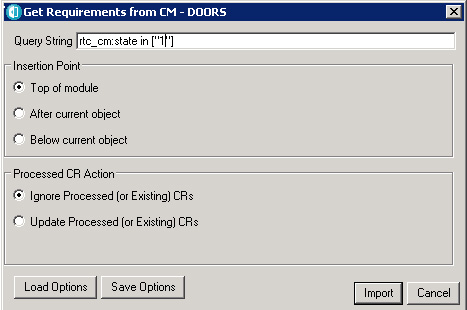 Get Requirements from CM - DOORS
Query String rtc_cm:state in ["1"]
Insertion Point
Top of module
After current object
Below current object
Processed CR Action
Ignore Processed (or Existing) CRs
Update Processed (or Existing) CRs
Load Options Save Options Import Cancel